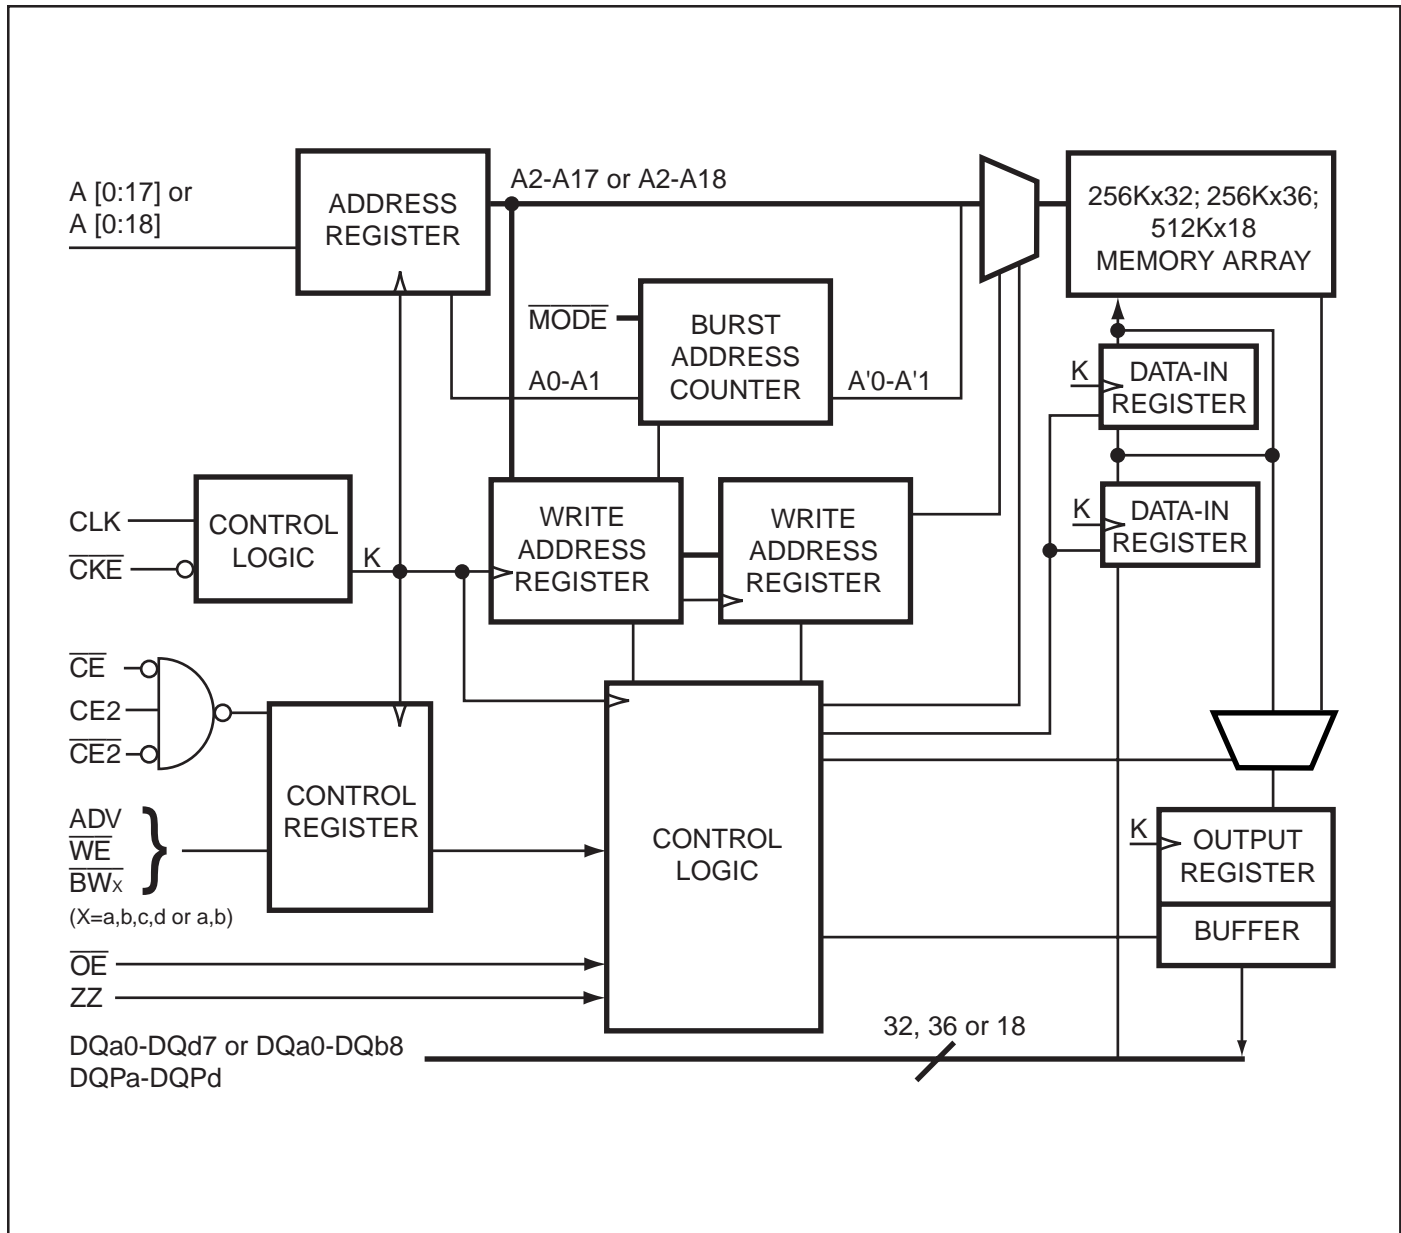 A [0:17] or
A [0:18]
ADDRESS
REGISTER
A2-A17 or A2-A18
256Kx32; 256Kx36;
512Kx18
MEMORY ARRAY
MODE
BURST
ADDRESS
COUNTER
A0-A1
A'0-A'1
K
DATA-IN
REGISTER
K
DATA-IN
REGISTER
CLK
CKE
CONTROL
LOGIC
K
WRITE
ADDRESS
REGISTER
WRITE
ADDRESS
REGISTER
CE
CE2
CE2
CONTROL
REGISTER
ADV
WE
BWX
}
(X=a,b,c,d or a,b)
CONTROL
LOGIC
K
OUTPUT
REGISTER
BUFFER
OE
ZZ
32, 36 or 18
DQa0-DQd7 or DQa0-DQb8
DQPa-DQPd